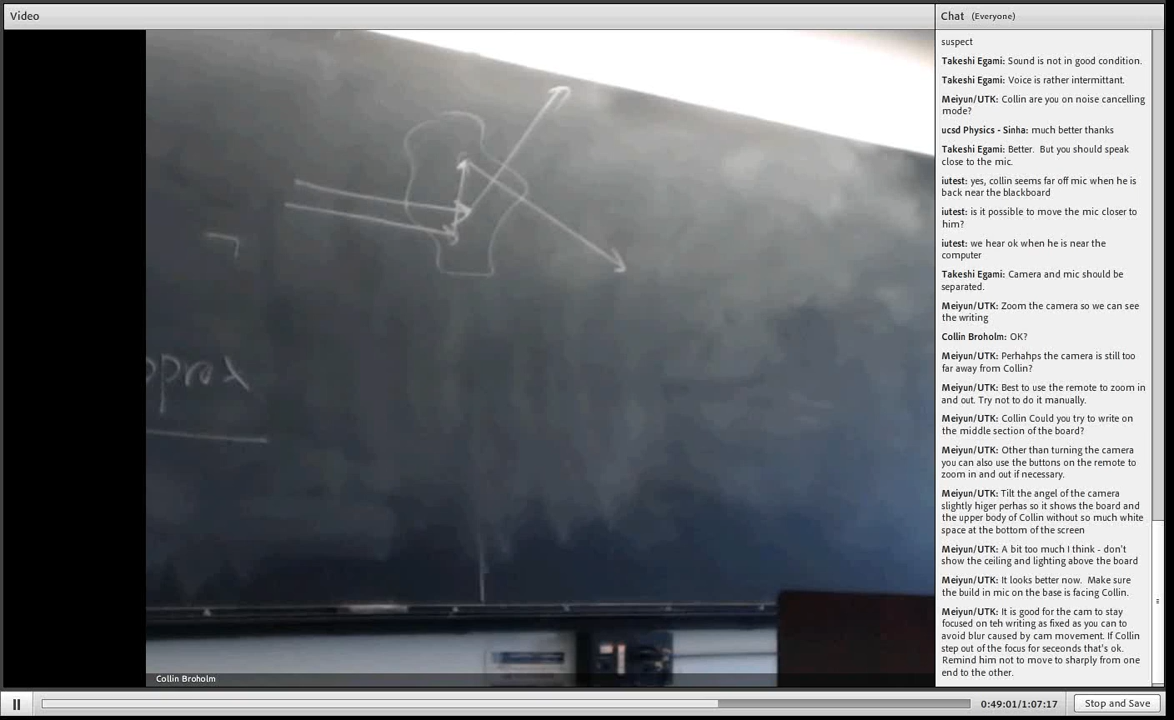 Video
Chat (Everyone)
suspect
Takeshi Egami: Sound is not in good condition.
Takeshi Egami: Voice is rather intermittant.
Meiyun/UTK: Collin are you on noise cancelling
mode?
ucsd Physics - Sinha: much better thanks
Takeshi Egami: Better. But you should speak
close to the mic.
iutest: yes, collin seems far off mic when he is
back near the blackboard
iutest: is it possible to move the mic closer to
him?
iutest: we hear ok when he is near the
computer
Takeshi Egami: Camera and mic should be
separated.
Meiyun/UTK: Zoom the camera so we can see
the writing
Collin Broholm: OK?
Meiyun/UTK: Perhahps the camera is still too
far away from Collin?
Meiyun/UTK: Best to use the remote to zoom in
and out. Try not to do it manually.
Meiyun/UTK: Collin Could you try to write on
the middle section of the board?
Meiyun/UTK: Other than turning the camera
you can also use the buttons on the remote to
zoom in and out if necessary.
Meiyun/UTK: Tilt the angel of the camera
slightly higer perhas so it shows the board and
the upper body of Collin without so much white
space at the bottom of the screen
Meiyun/UTK: A bit too much I think - don't
show the ceiling and lighting above the board
Meiyun/UTK: It looks better now. Make sure
the build in mic on the base is facing Collin.
Meiyun/UTK: It is good for the cam to stay
focused on teh writing as fixed as you can to
avoid blur caused by cam movement. If Collin
step out of the focus for seceonds that's ok.
Remind him not to move to sharply from one
end to the other.
pprox
Collin Broholm
0:49:01/1:07:17
Stop and Save